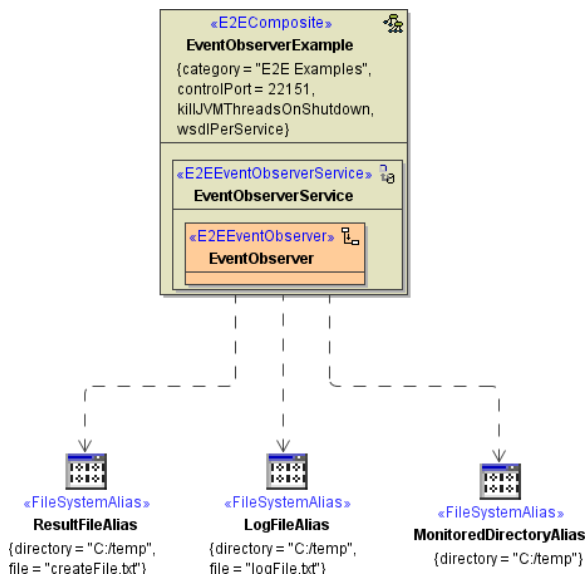 «E2EComposite»
EventObserverExample
{category = "E2E Examples",
controlPort = 22151,
killJVMThreadsOnShutdown,
wsdlPerService}
«E2EEventObserverService»
EventObserverService
«E2EEventObserver»
EventObserver
«FileSystemAlias»
ResultFileAlias
{directory = "C:/temp",
file = "createFile.txt"}
«FileSystemAlias»
LogFileAlias
{directory = "C:/temp",
file = "logFile.txt"}
«FileSystemAlias»
MonitoredDirectoryAlias
{directory = "C:/temp"}